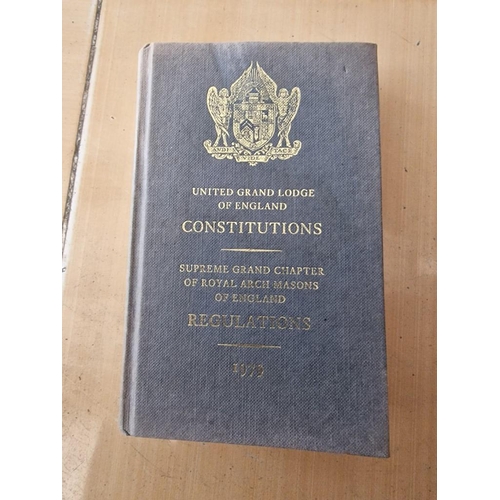 AUDI VIDE TACE
UNITED GRAND LODGE
OF ENGLAND
CONSTITUTIONS
SUPREME GRAND CHAPTER
OF ROYAL ARCH MASONS
OF ENGLAND
REGULATIONS
1979